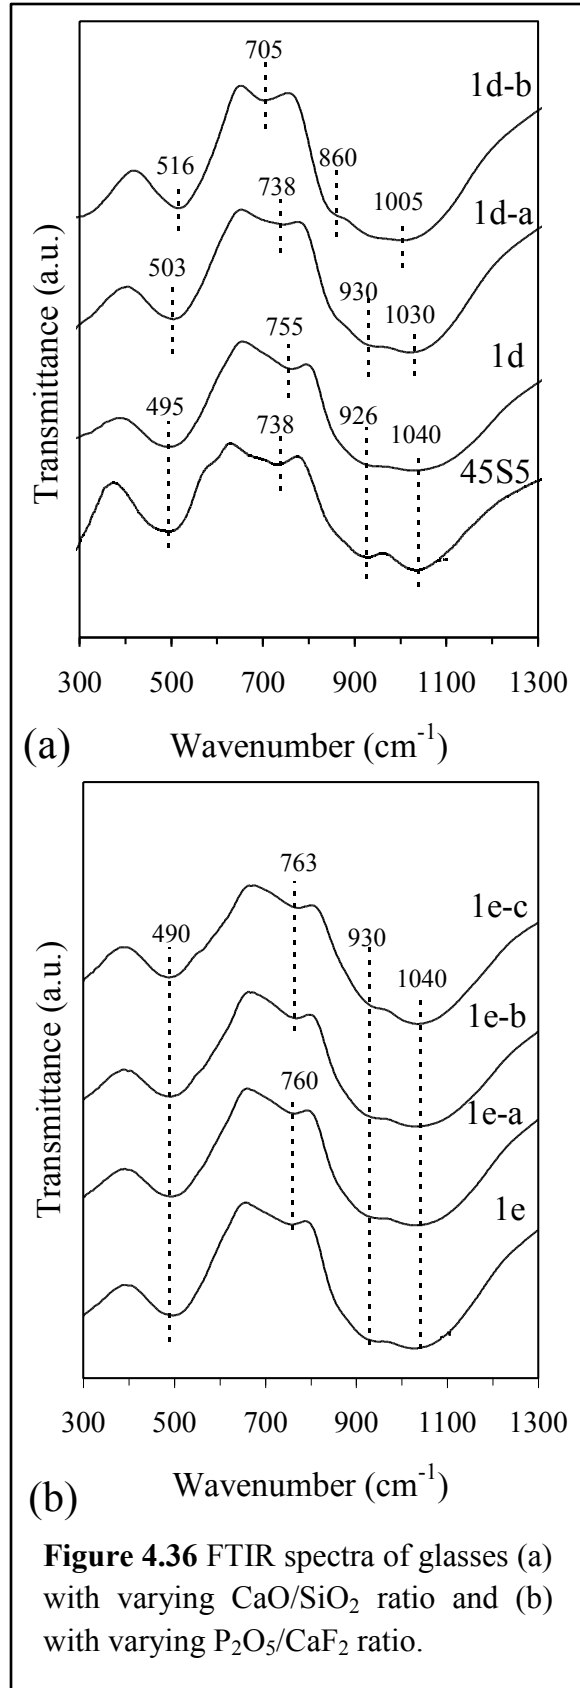 705
1d-b
516
860
738
1005
1d-a
503
930
1030
755
1d
495
738
926
1040
45S5
Transmittance (a.u.)
300 500 700 900 1100 1300
(a)
Wavenumber (cm-1)
763
1e-c
490
930
1040
1e-b
760
1e-a
1e
Transmittance (a.u.)
300 500 700 900 1100 1300
Wavenumber (cm-1)
(b)
Figure 4.36 FTIR spectra of glasses (a)
with varying CaO/SiO2 ratio and (b)
with varying P2O5/CaF2 ratio.